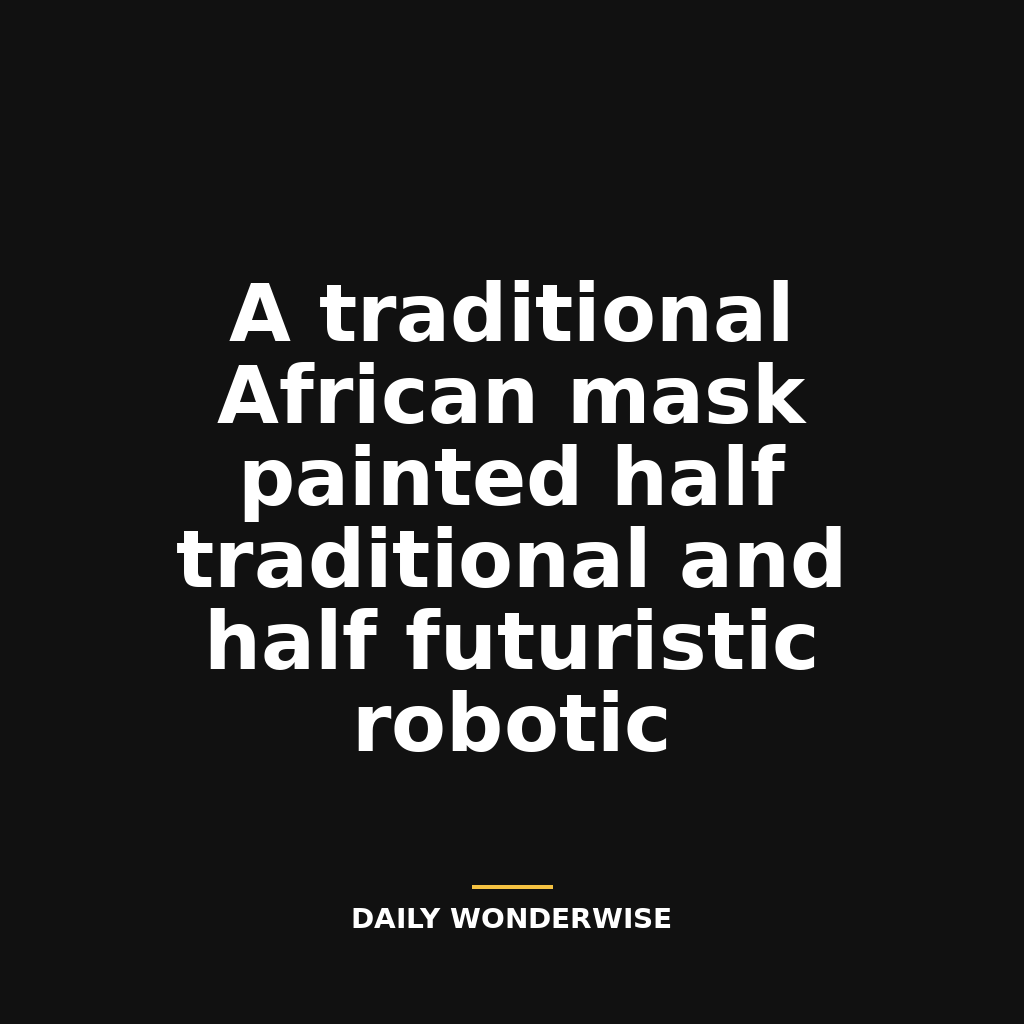 A traditional
African mask
painted half
traditional and
half futuristic
robotic
DAILY WONDERWISE